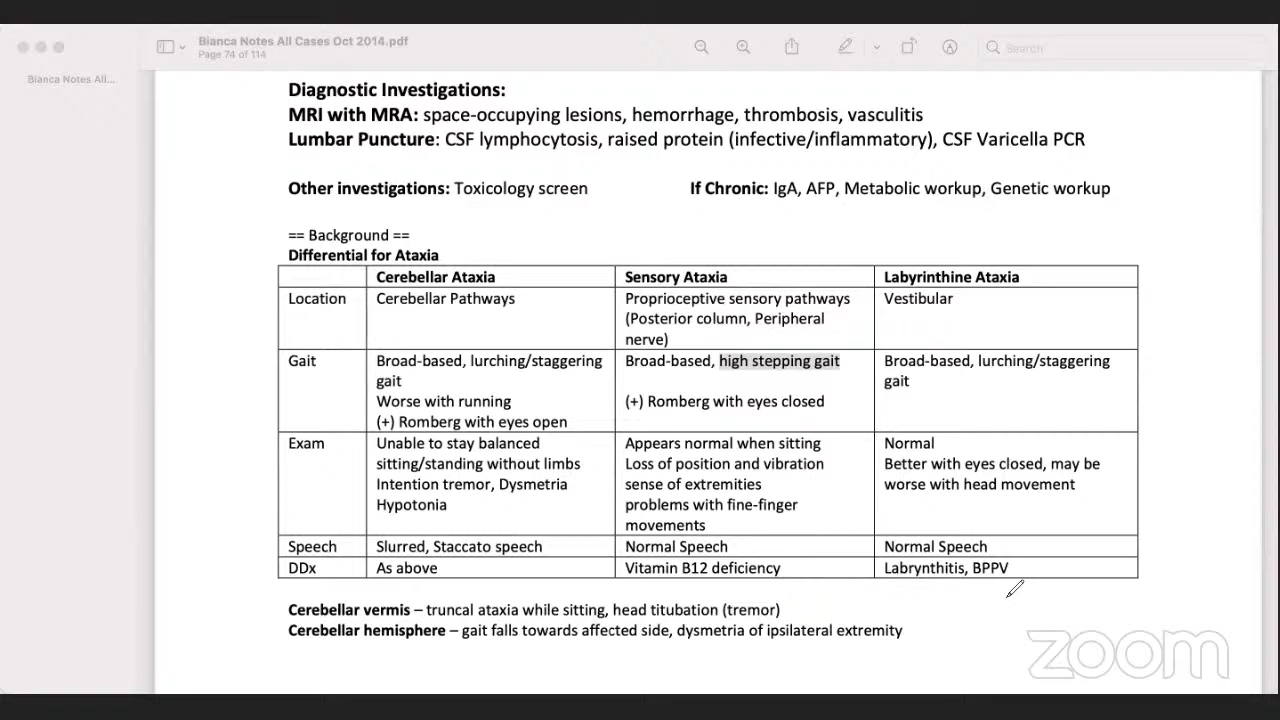 Bianca Notes All Cases Oct 2014.pdf
Page 74 of 114
Search
Bianca Notes All...
Diagnostic Investigations:
MRI with MRA: space-occupying lesions, hemorrhage, thrombosis, vasculitis
Lumbar Puncture: CSF lymphocytosis, raised protein (infective/inflammatory), CSF Varicella PCR
Other investigations: Toxicology screen If Chronic: IgA, AFP, Metabolic workup, Genetic workup
== Background ==
Differential for Ataxia
Cerebellar Ataxia Sensory Ataxia Labyrinthine Ataxia
Location Cerebellar Pathways Proprioceptive sensory pathways Vestibular
(Posterior column, Peripheral
nerve)
Gait Broad-based, lurching/staggering Broad-based, high stepping gait Broad-based, lurching/staggering
gait gait
Worse with running (+) Romberg with eyes closed
(+) Romberg with eyes open
Exam Unable to stay balanced Appears normal when sitting Normal
sitting/standing without limbs Loss of position and vibration Better with eyes closed, may be
Intention tremor, Dysmetria sense of extremities worse with head movement
Hypotonia problems with fine-finger
movements
Speech Slurred, Staccato speech Normal Speech Normal Speech
DDx As above Vitamin B12 deficiency Labrynthitis, BPPV
Cerebellar vermis – truncal ataxia while sitting, head titubation (tremor)
Cerebellar hemisphere – gait falls towards affected side, dysmetria of ipsilateral extremity
zoom